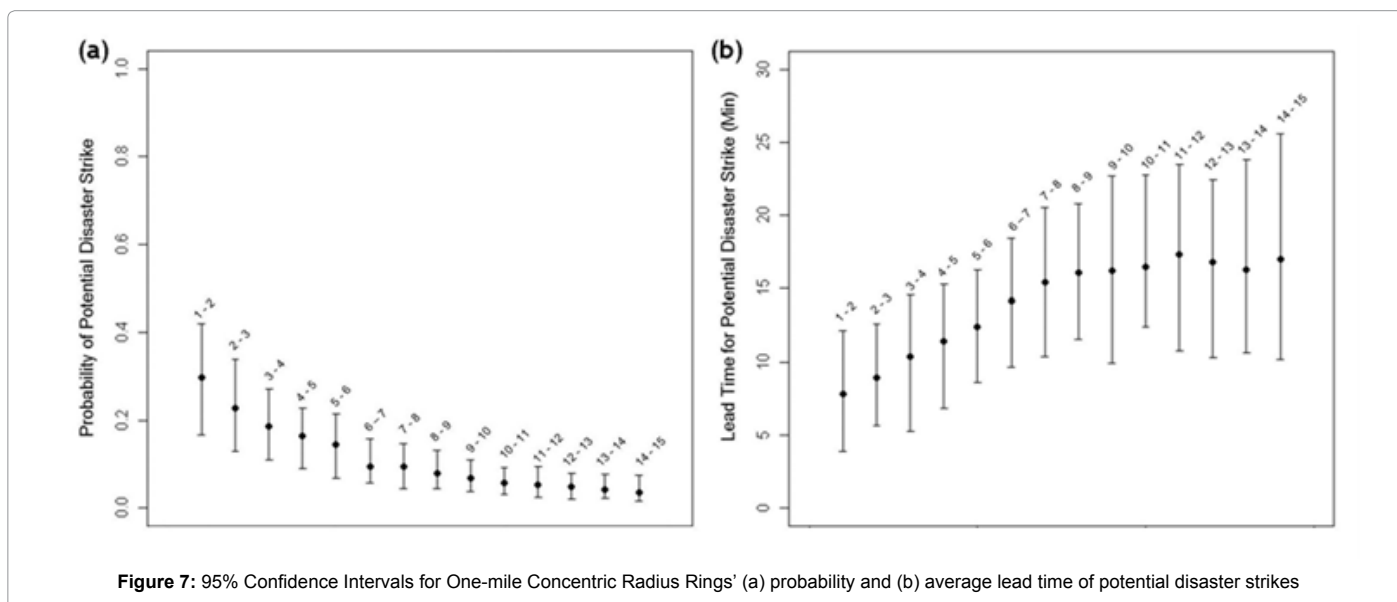 (a)
Probability of Potential Disaster Strike
1.0
0.8
0.6
0.4
0.2
0.0
1 - 2
2 - 3
3 - 4
4 - 5
5 - 6
6 – 7
7 - 8
8 - 9
9 - 10
10 - 11
11 - 12
12 - 13
13 - 14
14 - 15
(b)
Lead Time for Potential Disaster Strike (Min)
30
25
20
15
10
5
0
1 - 2
2 - 3
3 - 4
4 - 5
5 - 6
6 – 7
7 - 8
8 - 9
9 - 10
10 - 11
11 - 12
12 - 13
13 - 14
14 - 15
Figure 7: 95% Confidence Intervals for One-mile Concentric Radius Rings’ (a) probability and (b) average lead time of potential disaster strikes